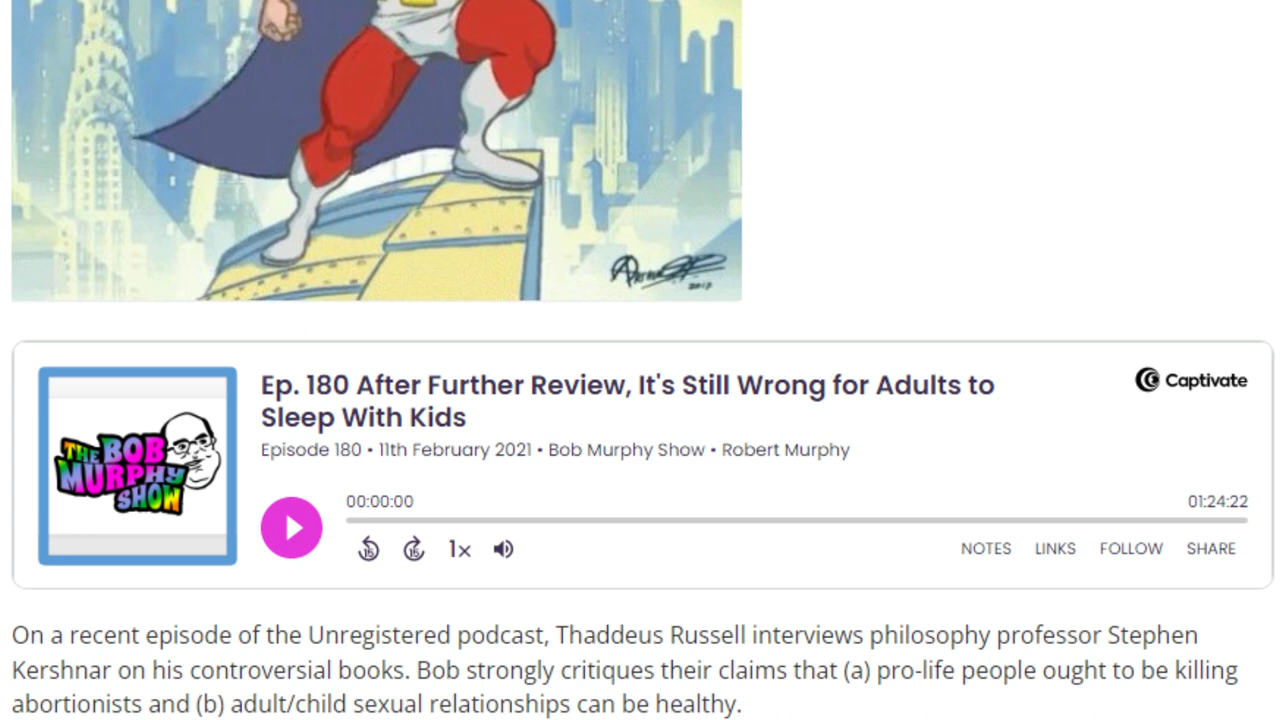 2017
Ep. 180 After Further Review, It's Still Wrong for Adults to
Sleep With Kids
Captivate
Episode 180 • 11th February 2021 • Bob Murphy Show • Robert Murphy
THE BOB
MURPHY
SHOW
00:00:00
01:24:22
15
15
1x
NOTES
LINKS
FOLLOW
SHARE
On a recent episode of the Unregistered podcast, Thaddeus Russell interviews philosophy professor Stephen
Kershnar on his controversial books. Bob strongly critiques their claims that (a) pro-life people ought to be killing
abortionists and (b) adult/child sexual relationships can be healthy.